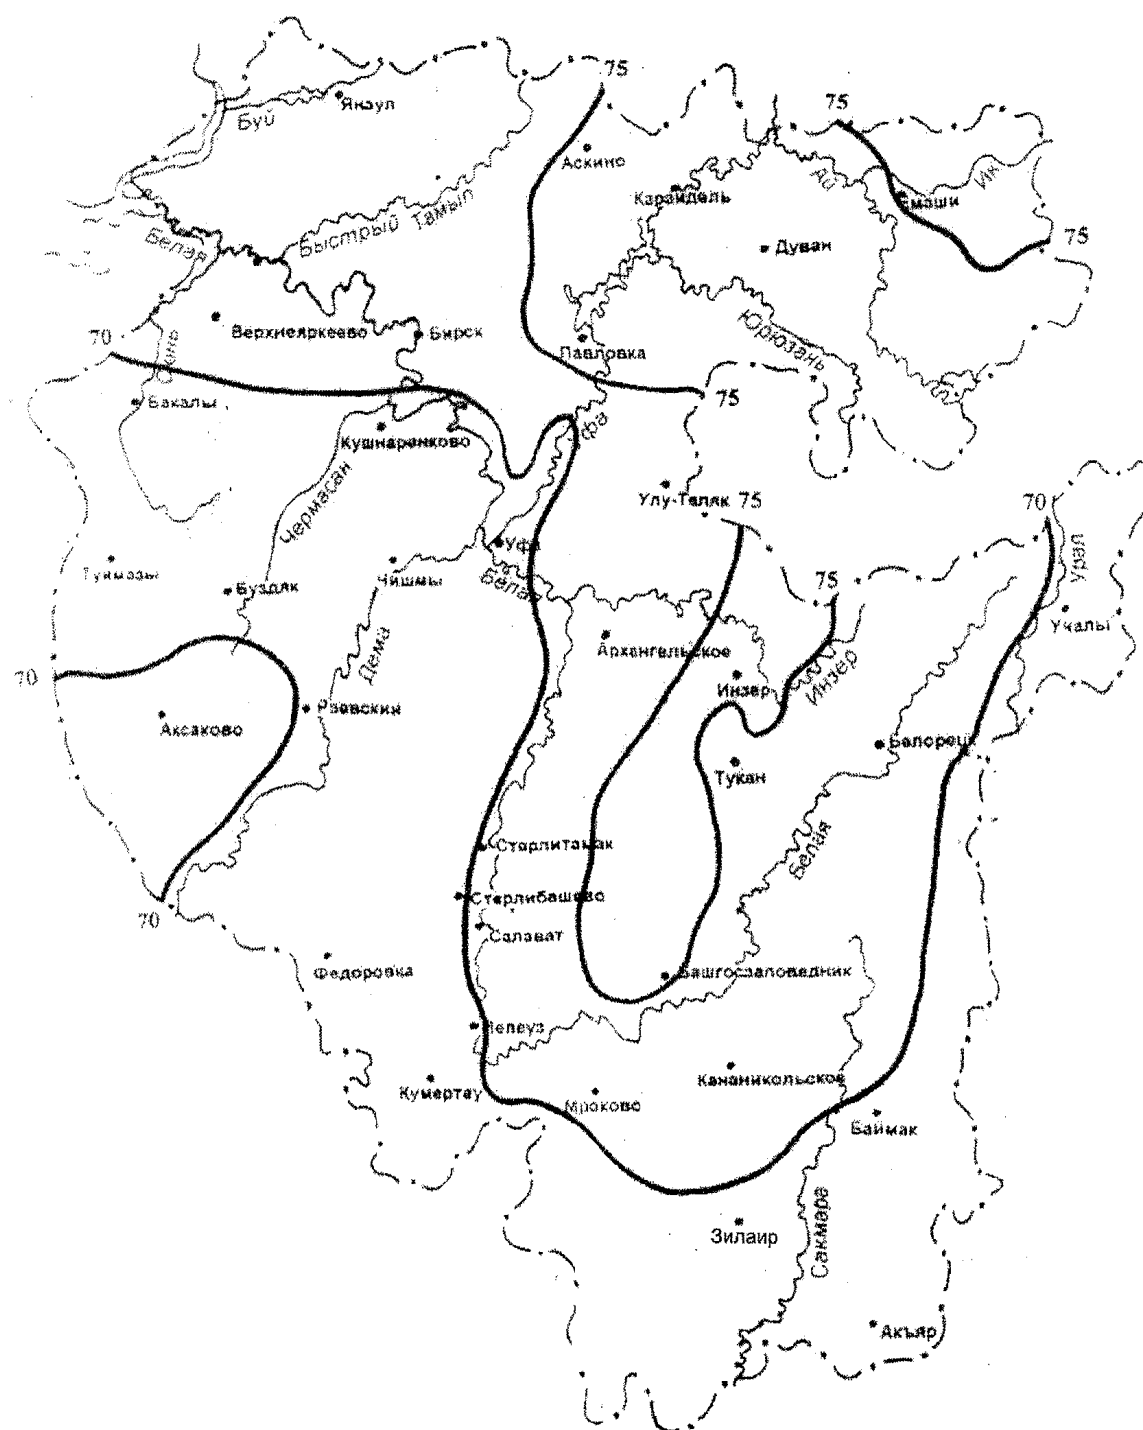 75
Янаул
Буй
75
Аскино
Ай
Ик
Караидель
Емаши
Быстрый Тамып
Белая
Дуван
75
Юрюзань
Верхнеяркеево
Бирск
70
Павловка
Бакалы
75
Уфа
Кушнаренково
Чермасан
Улу-Теляк
75
70
Уфа
Урал
Туймазы
Чишмы
Белая
Буздяк
75
Учалы
Дема
Архангельское
Инзер
Инзер
70
Раевский
Аксаково
Белорецк
Тукан
Белая
Стерлитамак
Стерлибашево
70
Салават
Федоровка
Башгосзаповедник
Мелеуз
Кананикольское
Кумертау
Мраково
Баймак
Сакмара
Зилаир
Акъяр